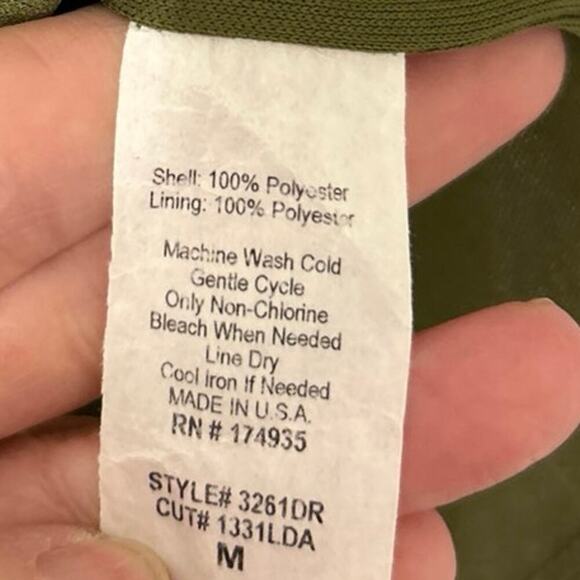 Shell: 100% Polyester
Lining: 100% Polyester
Machine Wash Cold
Gentle Cycle
Only Non-Chlorine
Bleach When Needed
Line Dry
Cool Iron If Needed
MADE IN U.S.A.
RN # 174935
STYLE# 3261DR
CUT# 1331LDA
M